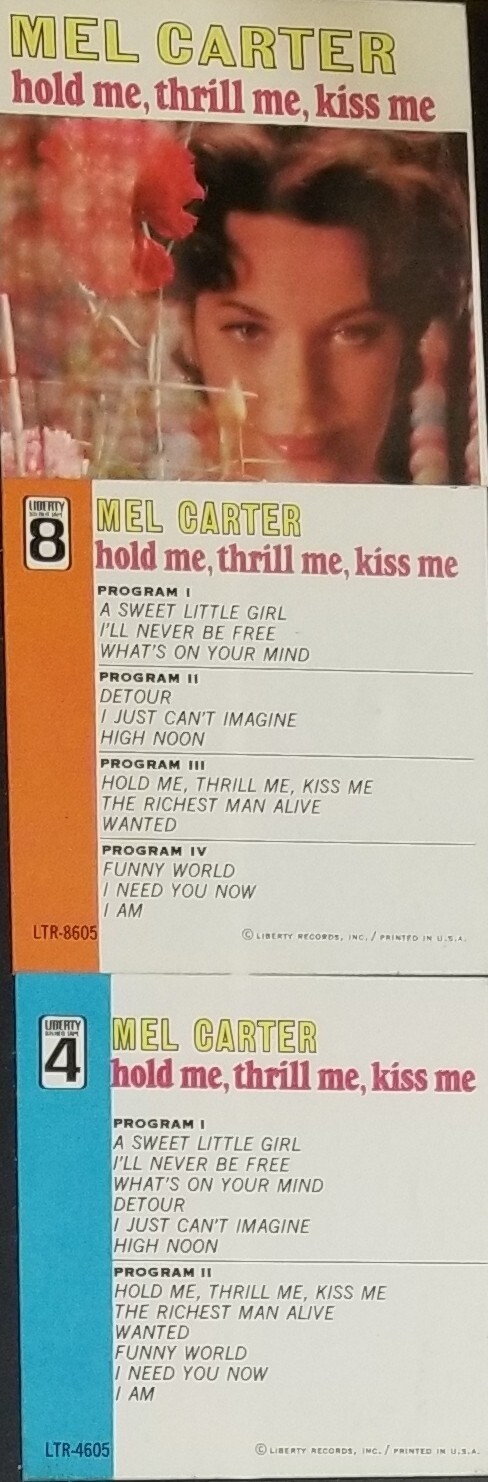 MEL CARTER
hold me, thrill me, kiss me
LIBERTY
8
MEL CARTER
hold me, thrill me, kiss me
PROGRAM I
A SWEET LITTLE GIRL
I'LL NEVER BE FREE
WHAT'S ON YOUR MIND
PROGRAM II
DETOUR
I JUST CAN'T IMAGINE
HIGH NOON
PROGRAM III
HOLD ME, THRILL ME, KISS ME
THE RICHEST MAN ALIVE
WANTED
PROGRAM IV
FUNNY WORLD
I NEED YOU NOW
I AM
LTR-8605
© LIBERTY RECORDS, INC. / PRINTED IN U.S.A.
LIBERTY
4
MEL CARTER
hold me, thrill me, kiss me
PROGRAM I
A SWEET LITTLE GIRL
I'LL NEVER BE FREE
WHAT'S ON YOUR MIND
DETOUR
I JUST CAN'T IMAGINE
HIGH NOON
PROGRAM II
HOLD ME, THRILL ME, KISS ME
THE RICHEST MAN ALIVE
WANTED
FUNNY WORLD
I NEED YOU NOW
I AM
LTR-4605
© LIBERTY RECORDS, INC. / PRINTED IN U.S.A.